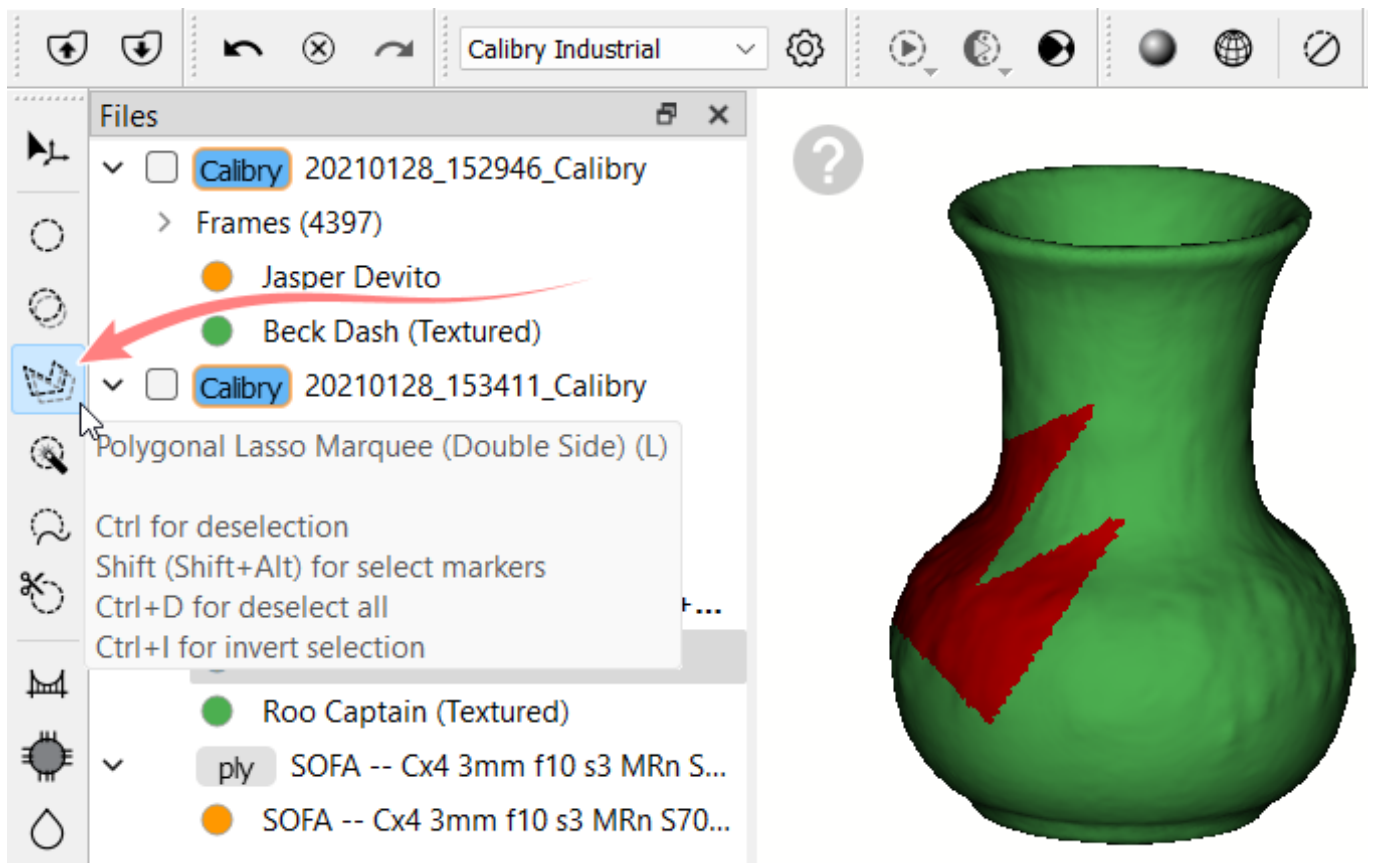 Calibry Industrial
Files
Calibry 20210128_152946_Calibry
Frames (4397)
Jasper Devito
Beck Dash (Textured)
Calibry 20210128_153411_Calibry
Polygonal Lasso Marquee (Double Side) (L)
Ctrl for deselection
Shift (Shift+Alt) for select markers
Ctrl+D for deselect all
+...
Ctrl+I for invert selection
Roo Captain (Textured)
ply SOFA -- Cx4 3mm f10 s3 MRn S...
SOFA -- Cx4 3mm f10 s3 MRn S70...
?